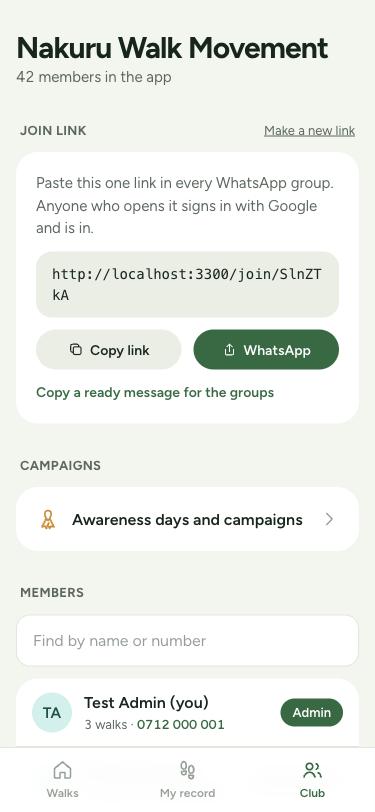 Nakuru Walk Movement
42 members in the app
JOIN LINK
Make a new link
Paste this one link in every WhatsApp group.
Anyone who opens it signs in with Google
and is in.
http://localhost:3300/join/SlnZT
kA
Copy link
WhatsApp
Copy a ready message for the groups
CAMPAIGNS
Awareness days and campaigns
MEMBERS
Find by name or number
TA
Test Admin (you)
3 walks · 0712 000 001
Admin
Walks
My record
Club